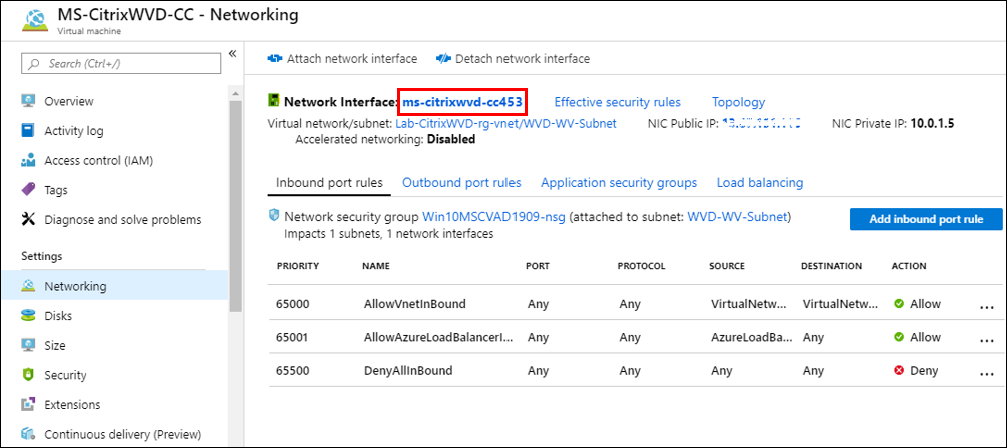 MS-CitrixWVD-CC - Networking
Virtual machine
Search (Ctrl+/)
«
Overview
Activity log
Access control (IAM)
Tags
Diagnose and solve problems
Settings
Networking
Disks
Size
Security
Extensions
Continuous delivery (Preview)
Attach network interface Detach network interface
Network Interface: ms-citrixwvd-cc453 Effective security rules Topology
Virtual network/subnet: Lab-CitrixWVD-rg-vnet/WVD-WV-Subnet NIC Public IP: NIC Private IP: 10.0.1.5
Accelerated networking: Disabled
Inbound port rules Outbound port rules Application security groups Load balancing
Network security group Win10MSCVAD1909-nsg (attached to subnet: WVD-WV-Subnet)
Impacts 1 subnets, 1 network interfaces
Add inbound port rule
PRIORITY NAME PORT PROTOCOL SOURCE DESTINATION ACTION
65000 AllowVnetInBound Any Any VirtualNetw... VirtualNetw... Allow ...
65001 AllowAzureLoadBalancerI... Any Any AzureLoadBa... Any Allow ...
65500 DenyAllInBound Any Any Any Any Deny ...